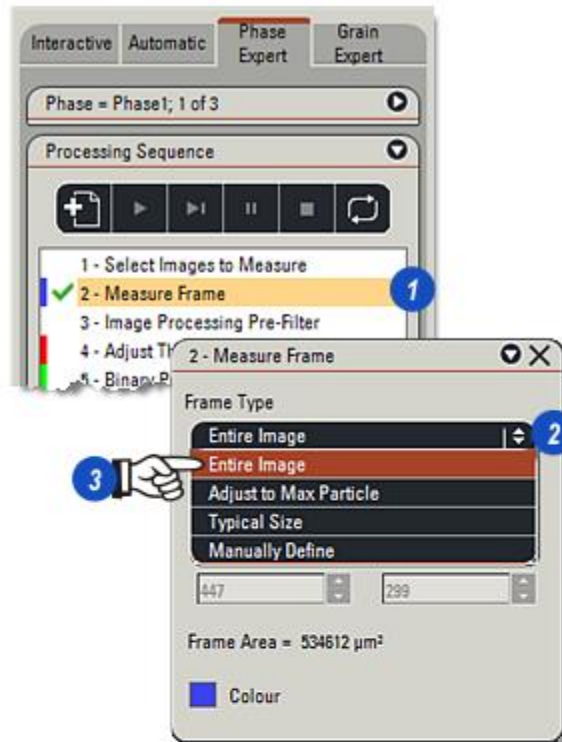 Interactive Automatic Phase Expert Grain Expert
Phase = Phase1; 1 of 3
Processing Sequence
1 - Select Images to Measure
2 - Measure Frame
1
3 - Image Processing Pre-Filter
4 - Adjust
5 - Binary
2 - Measure Frame
Frame Type
Entire Image
2
Entire Image
3
Adjust to Max Particle
Typical Size
Manually Define
447 299
Frame Area = 534612 µm²
Colour